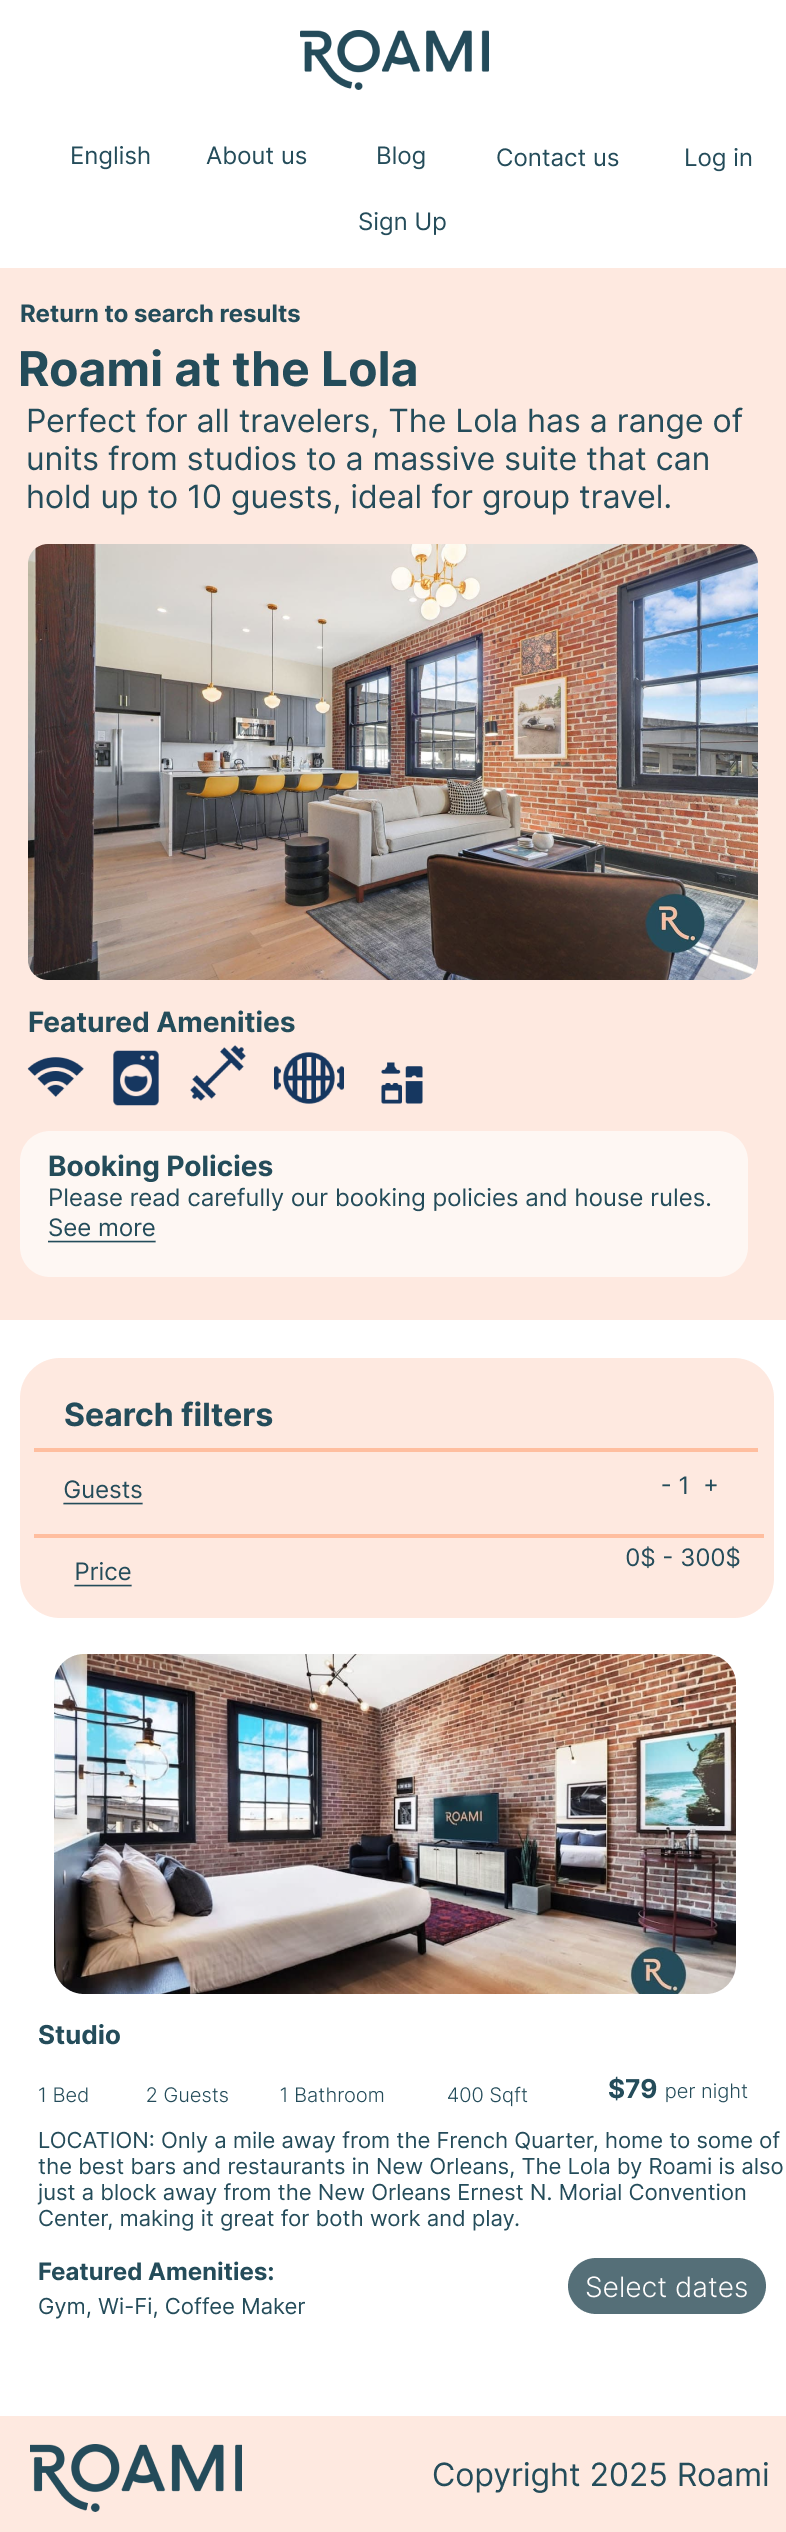 ROAMI
English About us Blog Contact us Log in
Sign Up
Return to search results
Roami at the Lola
Perfect for all travelers, The Lola has a range of
units from studios to a massive suite that can
hold up to 10 guests, ideal for group travel.
R.
Featured Amenities
Booking Policies
Please read carefully our booking policies and house rules.
See more
Search filters
Guests - 1 +
Price 0$ - 300$
ROAMI
R.
Studio
1 Bed 2 Guests 1 Bathroom 400 Sqft $79 per night
LOCATION: Only a mile away from the French Quarter, home to some of
the best bars and restaurants in New Orleans, The Lola by Roami is also
just a block away from the New Orleans Ernest N. Morial Convention
Center, making it great for both work and play.
Featured Amenities:
Gym, Wi-Fi, Coffee Maker
Select dates
ROAMI Copyright 2025 Roami